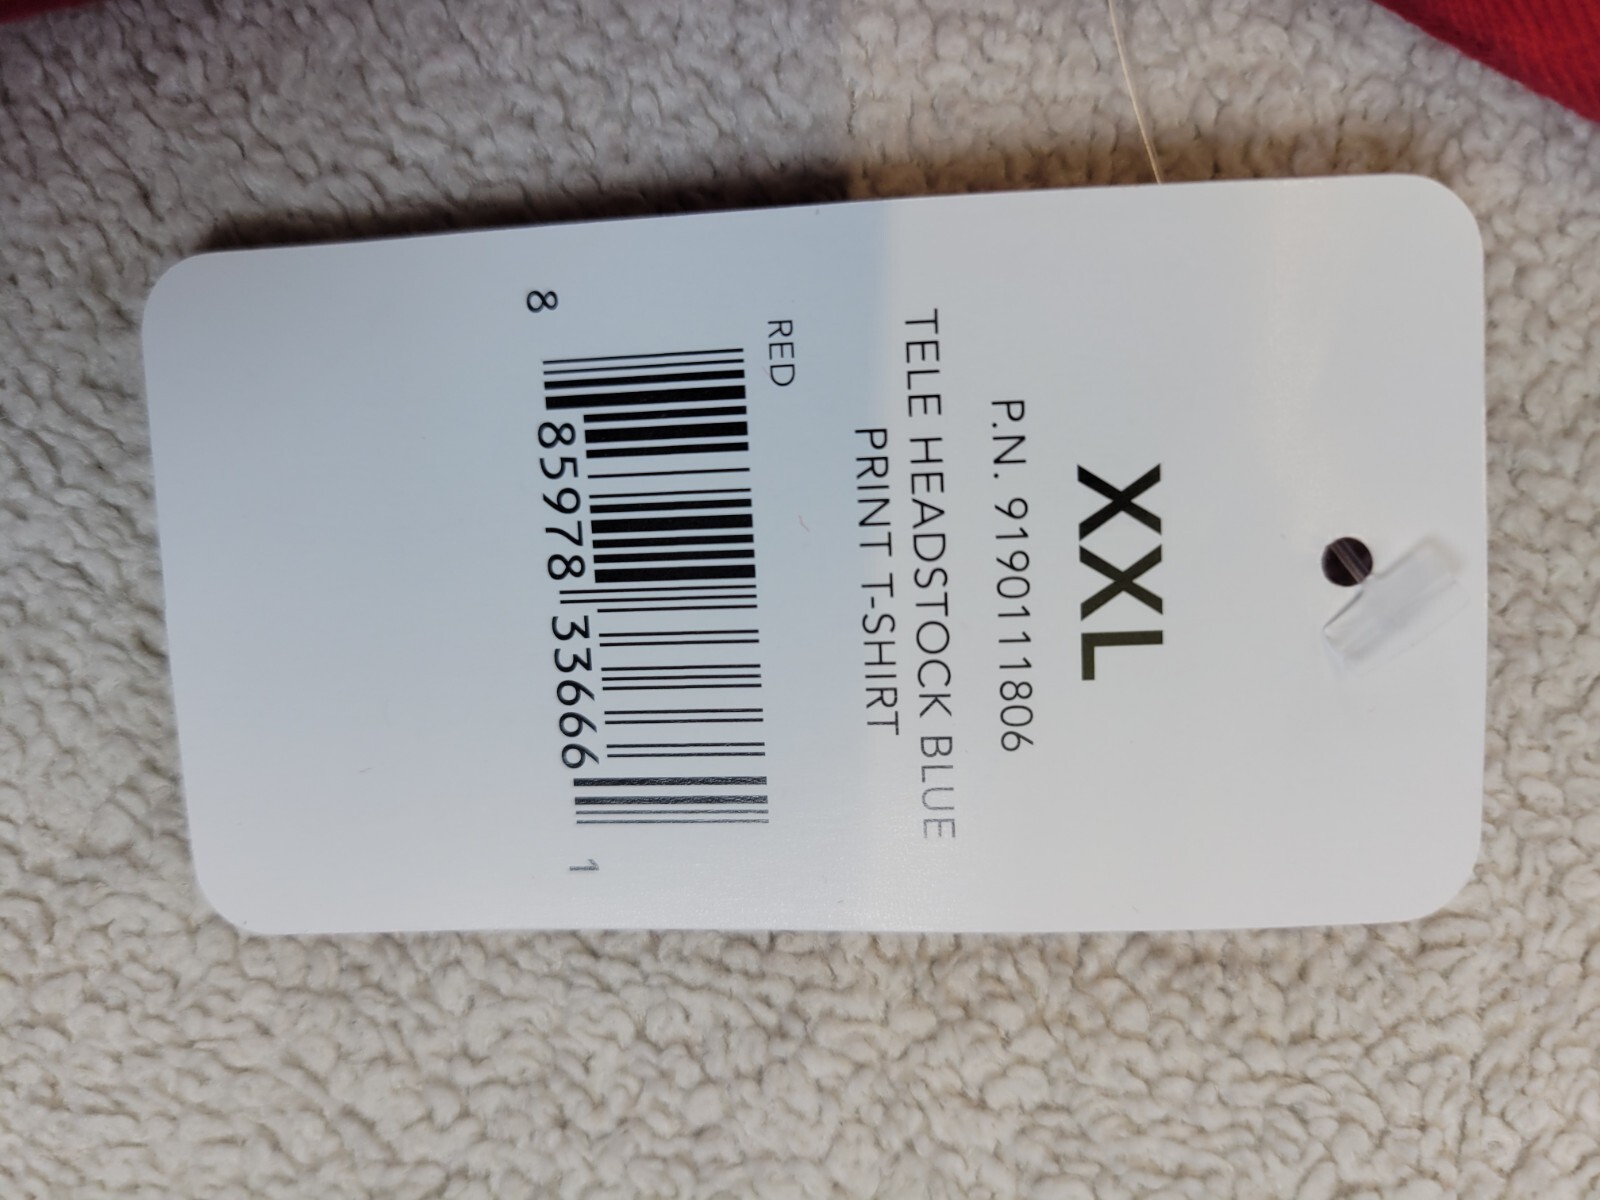 XXL
P.N. 9190111806
TELE HEADSTOCK BLUE
PRINT T-SHIRT
RED
8 85978 33666 1